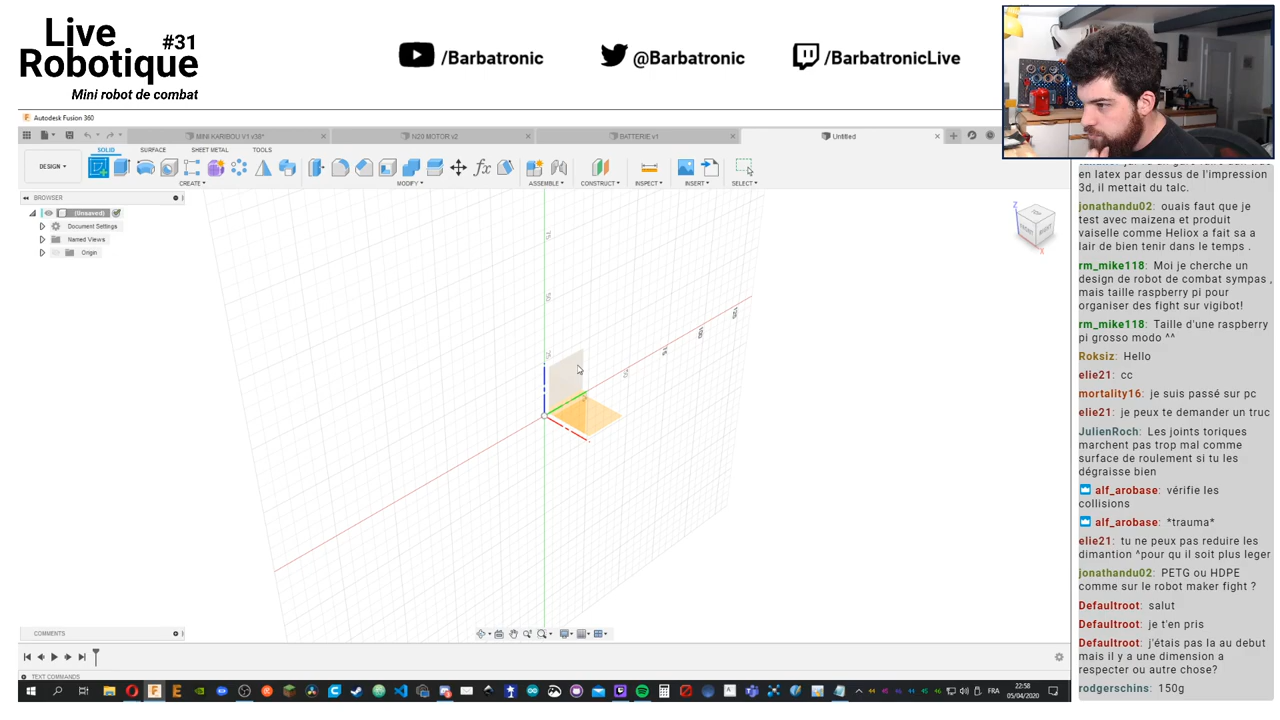 Live
Robotique #31
Mini robot de combat
/Barbatronic
@Barbatronic
/BarbatronicLive
Autodesk Fusion 360
MINI KARIBOU V1 v38*
N20 MOTOR v2
BATTERIE v1
Untitled
SOLID SURFACE SHEET METAL TOOLS
DESIGN
CREATE MODIFY ASSEMBLE CONSTRUCT INSPECT INSERT SELECT
BROWSER
(Unsaved)
Document Settings
Named Views
Origin
TOP
FRONT
RIGHT
Z
X
75
50
25
50
75
100
125
COMMENTS
TEXT COMMANDS
en latex par dessus de l'impression
3d, il mettait du talc.
jonathandu02: ouais faut que je
test avec maizena et produit
vaiselle comme Heliox a fait sa a
lair de bien tenir dans le temps .
rm_mike118: Moi je cherche un
design de robot de combat sympas ,
mais taille raspberry pi pour
organiser des fight sur vigibot!
rm_mike118: Taille d'une raspberry
pi grosso modo ^^
Roksiz: Hello
elie21: cc
mortality16: je suis passé sur pc
elie21: je peux te demander un truc
JulienRoch: Les joints toriques
marchent pas trop mal comme
surface de roulement si tu les
dégraisse bien
alf_arobase: vérifie les
collisions
alf_arobase: *trauma*
elie21: tu ne peux pas reduire les
dimantion ^pour qu il soit plus leger
jonathandu02: PETG ou HDPE
comme sur le robot maker fight ?
Defaultroot: salut
Defaultroot: je t'en pris
Defaultroot: j'étais pas la au debut
mais il y a une dimension a
respecter ou autre chose?
rodgerschins: 150g
FRA
22:58
05/04/2020